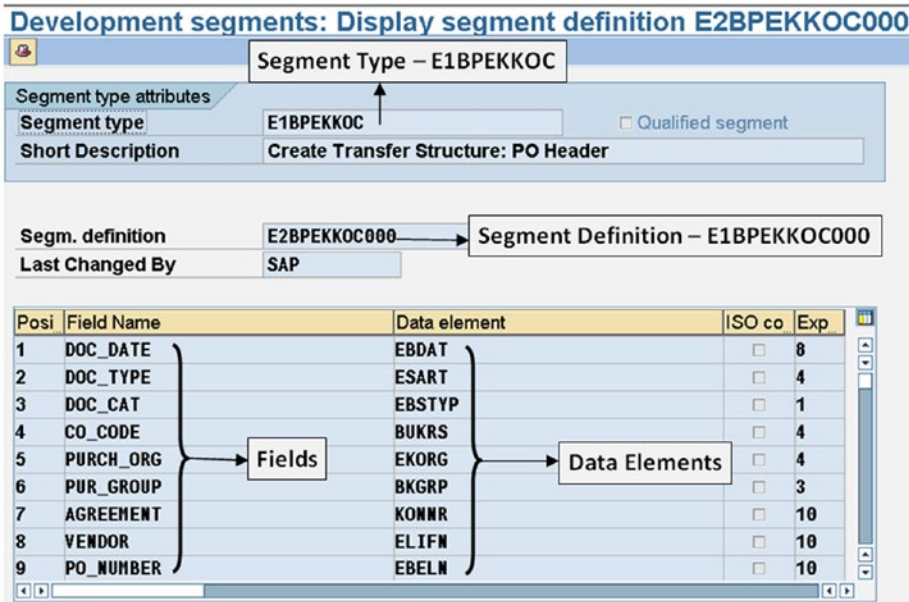 Development segments: Display segment definition E2BPEKKOC000
Segment Type – E1BPEKKOC
Segment type attributes
Segment type E1BPEKKOC Qualified segment
Short Description Create Transfer Structure: PO Header
Segm. definition E2BPEKKOC000 Segment Definition – E1BPEKKOC000
Last Changed By SAP
Posi Field Name Data element ISO co Exp
1 DOC_DATE EBDAT 8
2 DOC_TYPE ESART 4
3 DOC_CAT EBSTYP 1
4 CO_CODE BUKRS 4
5 PURCH_ORG Fields EKORG Data Elements 4
6 PUR_GROUP BKGRP 3
7 AGREEMENT KONNR 10
8 VENDOR ELIFN 10
9 PO_NUMBER EBELN 10